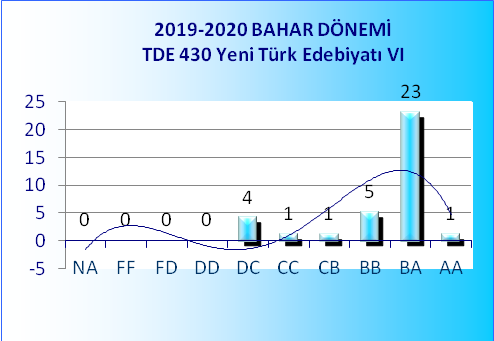 2019-2020 BAHAR DÖNEMİ
TDE 430 Yeni Türk Edebiyatı VI
25
20
15
10
5
0
-5
0 0 0 0 4 1 1 5 23 1
NA FF FD DD DC CC CB BB BA AA